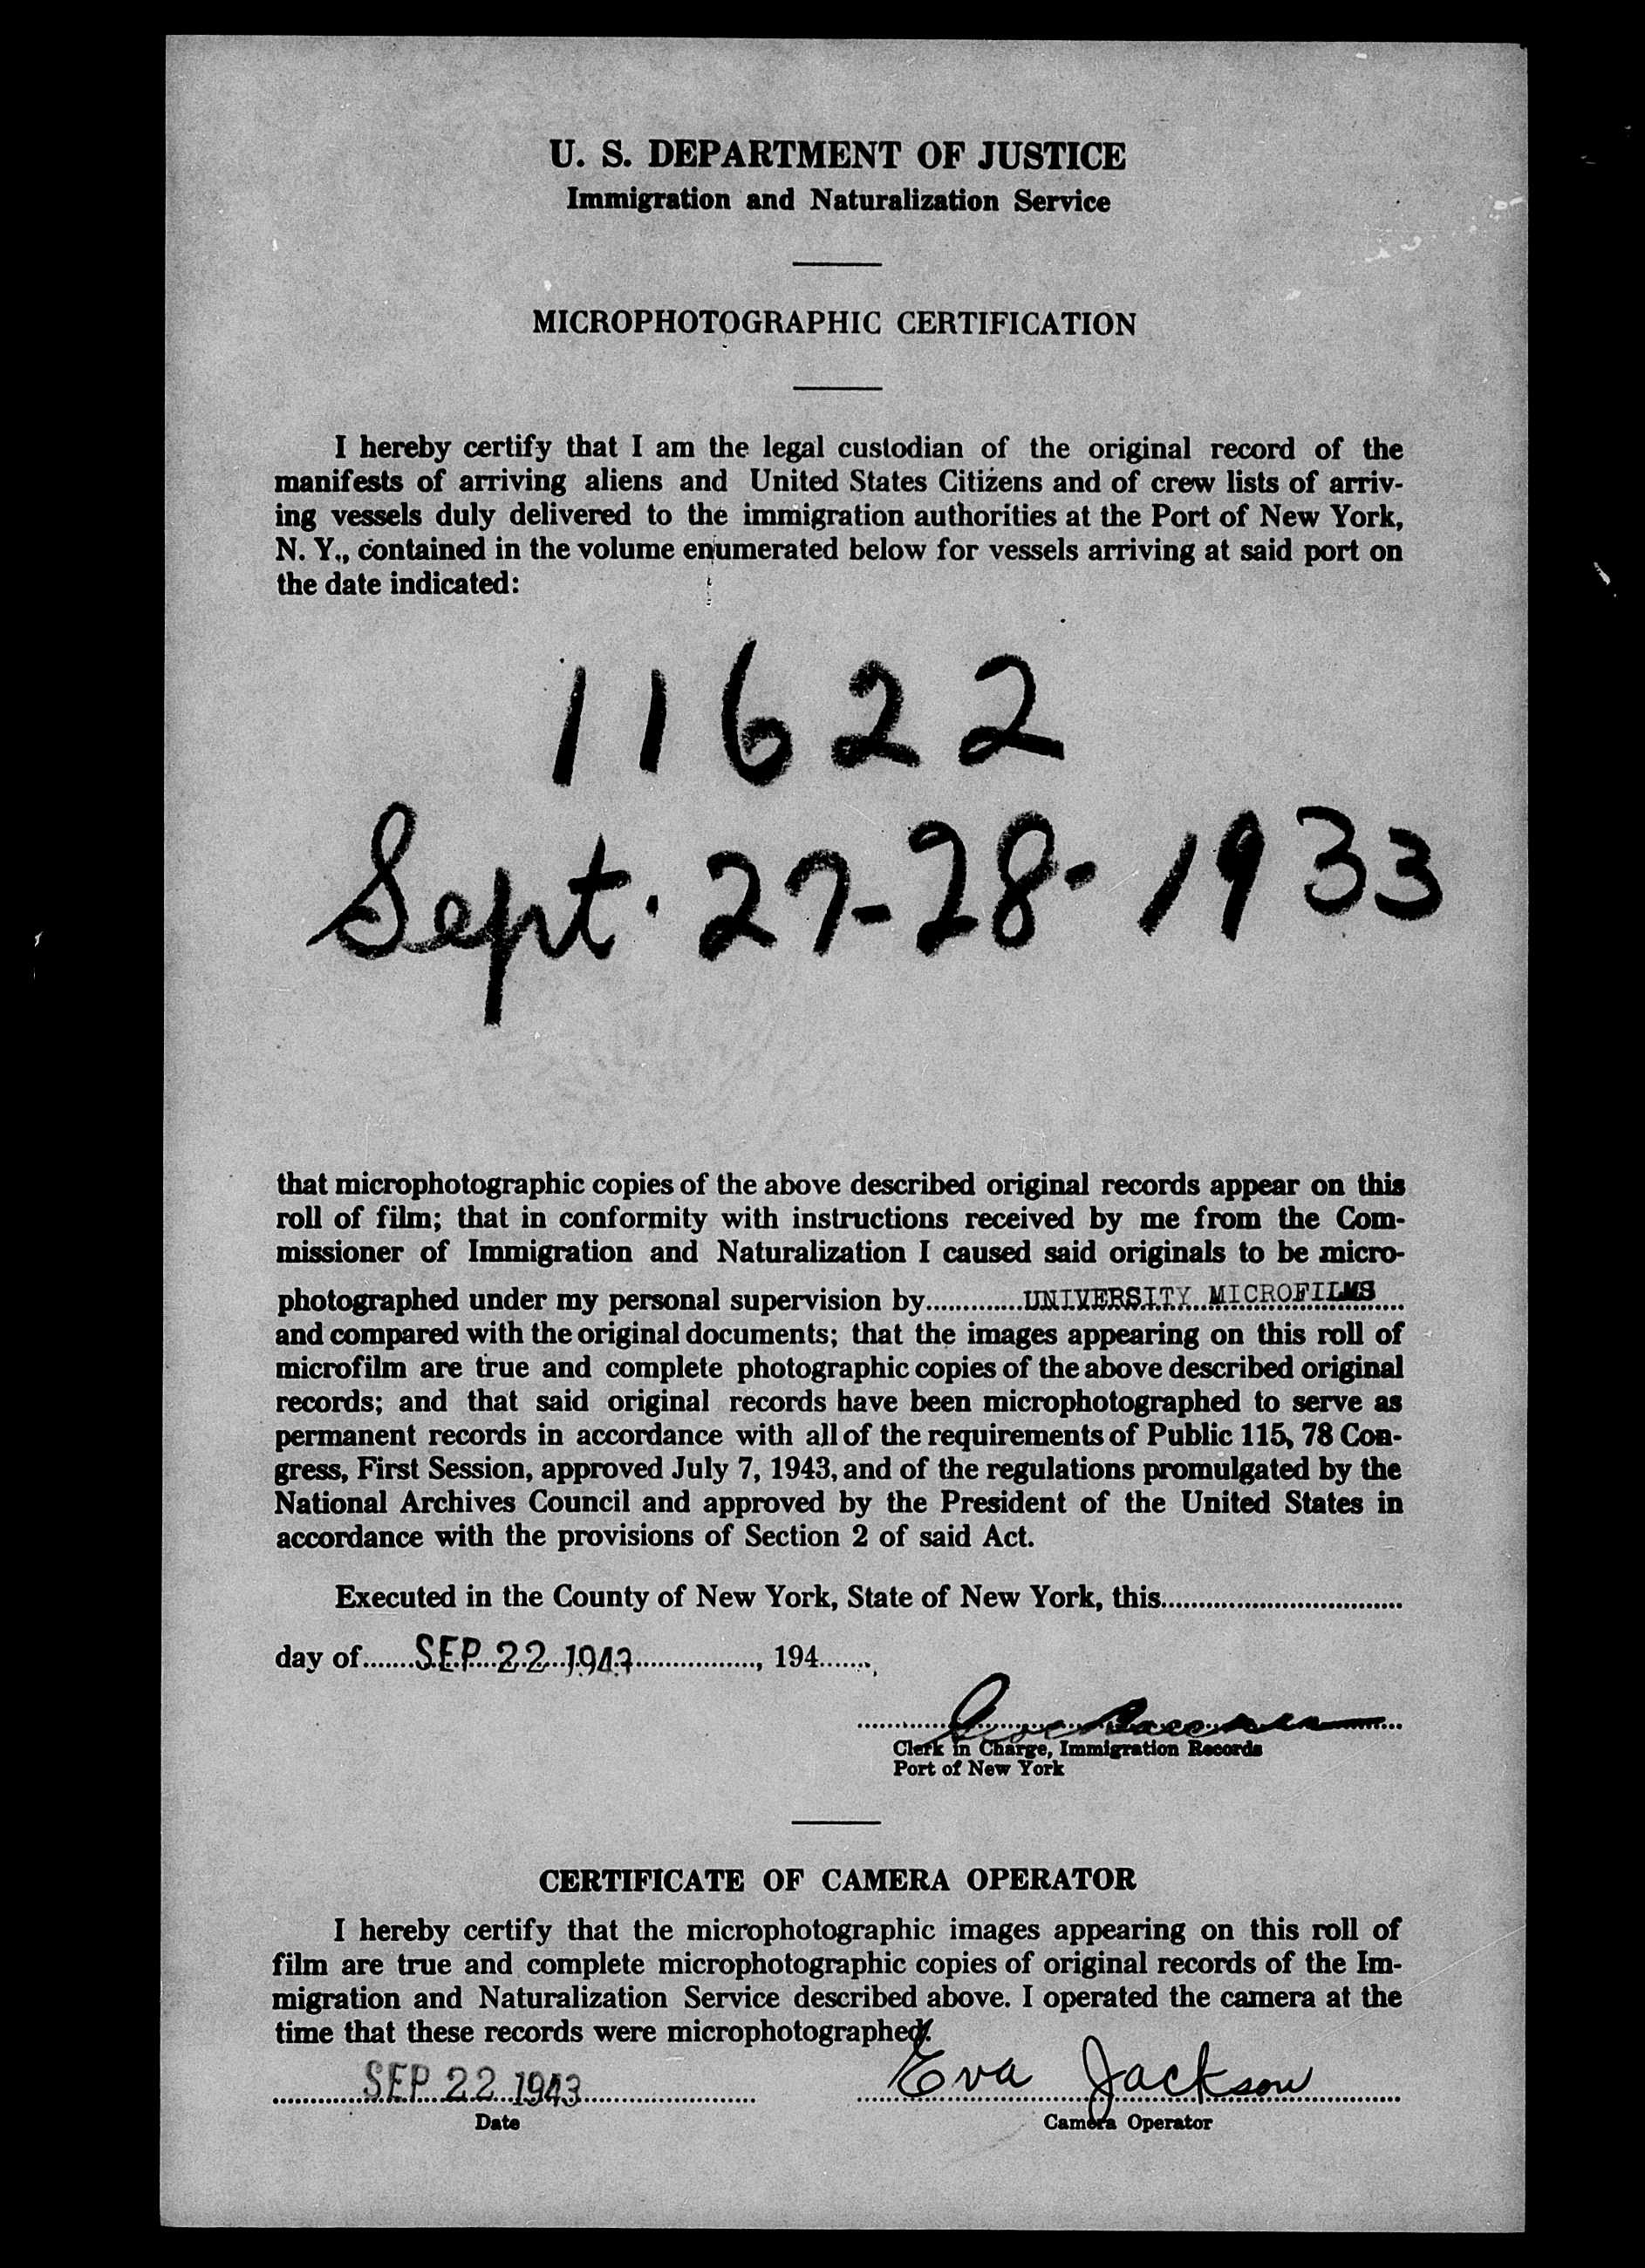 U. S. DEPARTMENT OF JUSTICE
Immigration and Naturalization Service
MICROPHOTOGRAPHIC CERTIFICATION
I hereby certify that I am the legal custodian of the original record of the
manifests of arriving aliens and United States Citizens and of crew lists of arriv-
ing vessels duly delivered to the immigration authorities at the Port of New York,
N. Y., contained in the volume enumerated below for vessels arriving at said port on
the date indicated:
11622
Sept. 27-28-1933
that microphotographic copies of the above described original records appear on this
roll of film; that in conformity with instructions received by me from the Com-
missioner of Immigration and Naturalization I caused said originals to be micro-
photographed under my personal supervision by.............UNIVERSITY MICROFILMS
and compared with the original documents; that the images appearing on this roll of
microfilm are true and complete photographic copies of the above described original
records; and that said original records have been microphotographed to serve as
permanent records in accordance with all of the requirements of Public 115, 78 Con-
gress, First Session, approved July 7, 1943, and of the regulations promulgated by the
National Archives Council and approved by the President of the United States in
accordance with the provisions of Section 2 of said Act.
Executed in the County of New York, State of New York, this................................
day of.......SEP 22 1943................, 194.......
Clerk in Charge, Immigration Records
Port of New York
CERTIFICATE OF CAMERA OPERATOR
I hereby certify that the microphotographic images appearing on this roll of
film are true and complete microphotographic copies of original records of the Im-
migration and Naturalization Service described above. I operated the camera at the
time that these records were microphotographed.
SEP 22 1943 Eva Jackson
Date Camera Operator